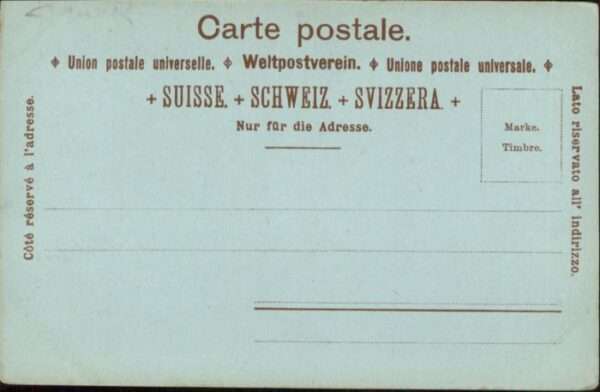 Carte postale.
Union postale universelle. Weltpostverein. Unione postale universale.
+ SUISSE. + SCHWEIZ. + SVIZZERA. +
Nur für die Adresse.
Marke.
Timbre.
Côté réservé à l'adresse.
Lato riservato all' indirizzo.